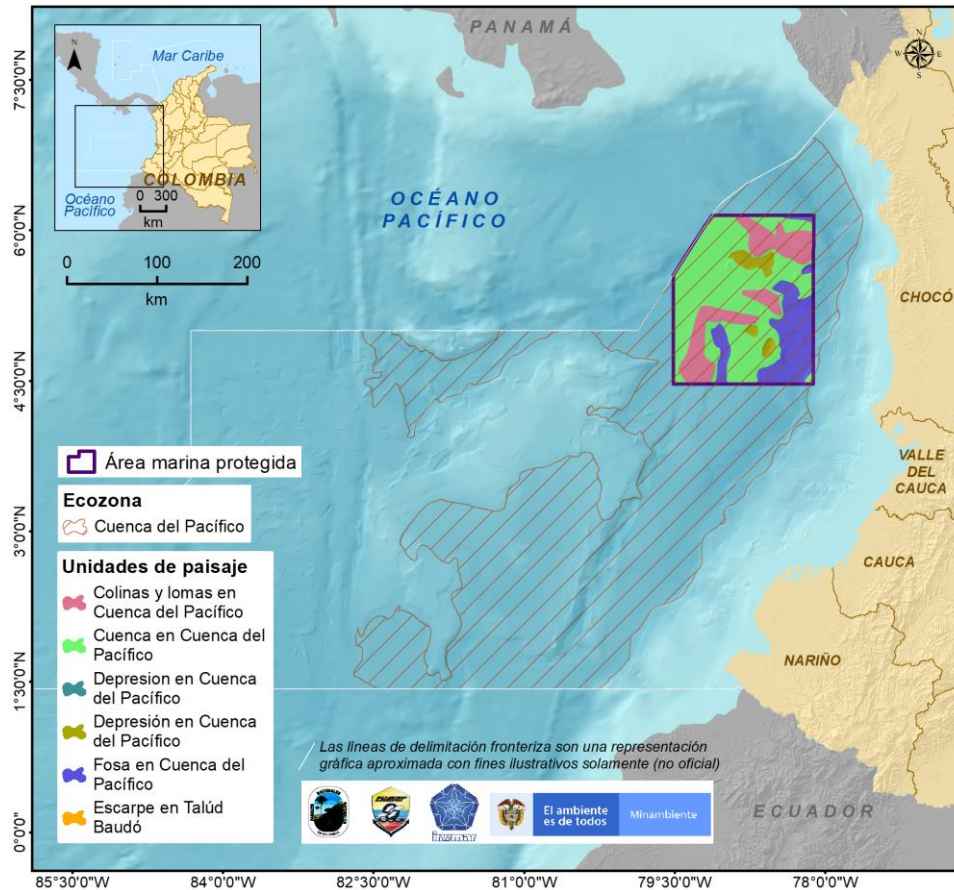 PANAMÁ
N
Mar Caribe
COLOMBIA
Océano
Pacífico
0 300
km
N
W E
S
7°30'0"N
6°0'0"N
4°30'0"N
3°0'0"N
1°30'0"N
0°0'0"
OCÉANO
PACÍFICO
0 100 200
km
CHOCÓ
VALLE
DEL
CAUCA
CAUCA
NARIÑO
ECUADOR
Área marina protegida
Ecozona
Cuenca del Pacífico
Unidades de paisaje
Colinas y lomas en
Cuenca del Pacífico
Cuenca en Cuenca del
Pacífico
Depresion en Cuenca
del Pacífico
Depresión en Cuenca
del Pacífico
Fosa en Cuenca del
Pacífico
Escarpe en Talúd
Baudó
Las líneas de delimitación fronteriza son una representación
gráfica aproximada con fines ilustrativos solamente (no oficial)
invemar
El ambiente
es de todos
Minambiente
85°30'0"W 84°0'0"W 82°30'0"W 81°0'0"W 79°30'0"W 78°0'0"W